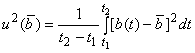 u²(b̅) = 1/(t₂ - t₁) ∫_{t₁}^{t₂} [b(t) - b̅]² dt